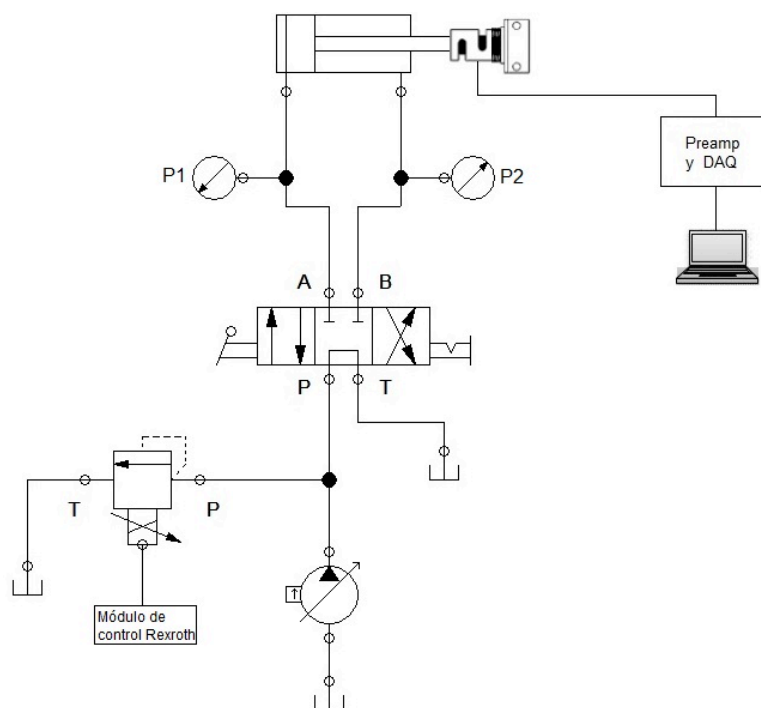 P1
P2
Preamp
y DAQ
A
B
P
T
T
P
Módulo de
control Rexroth